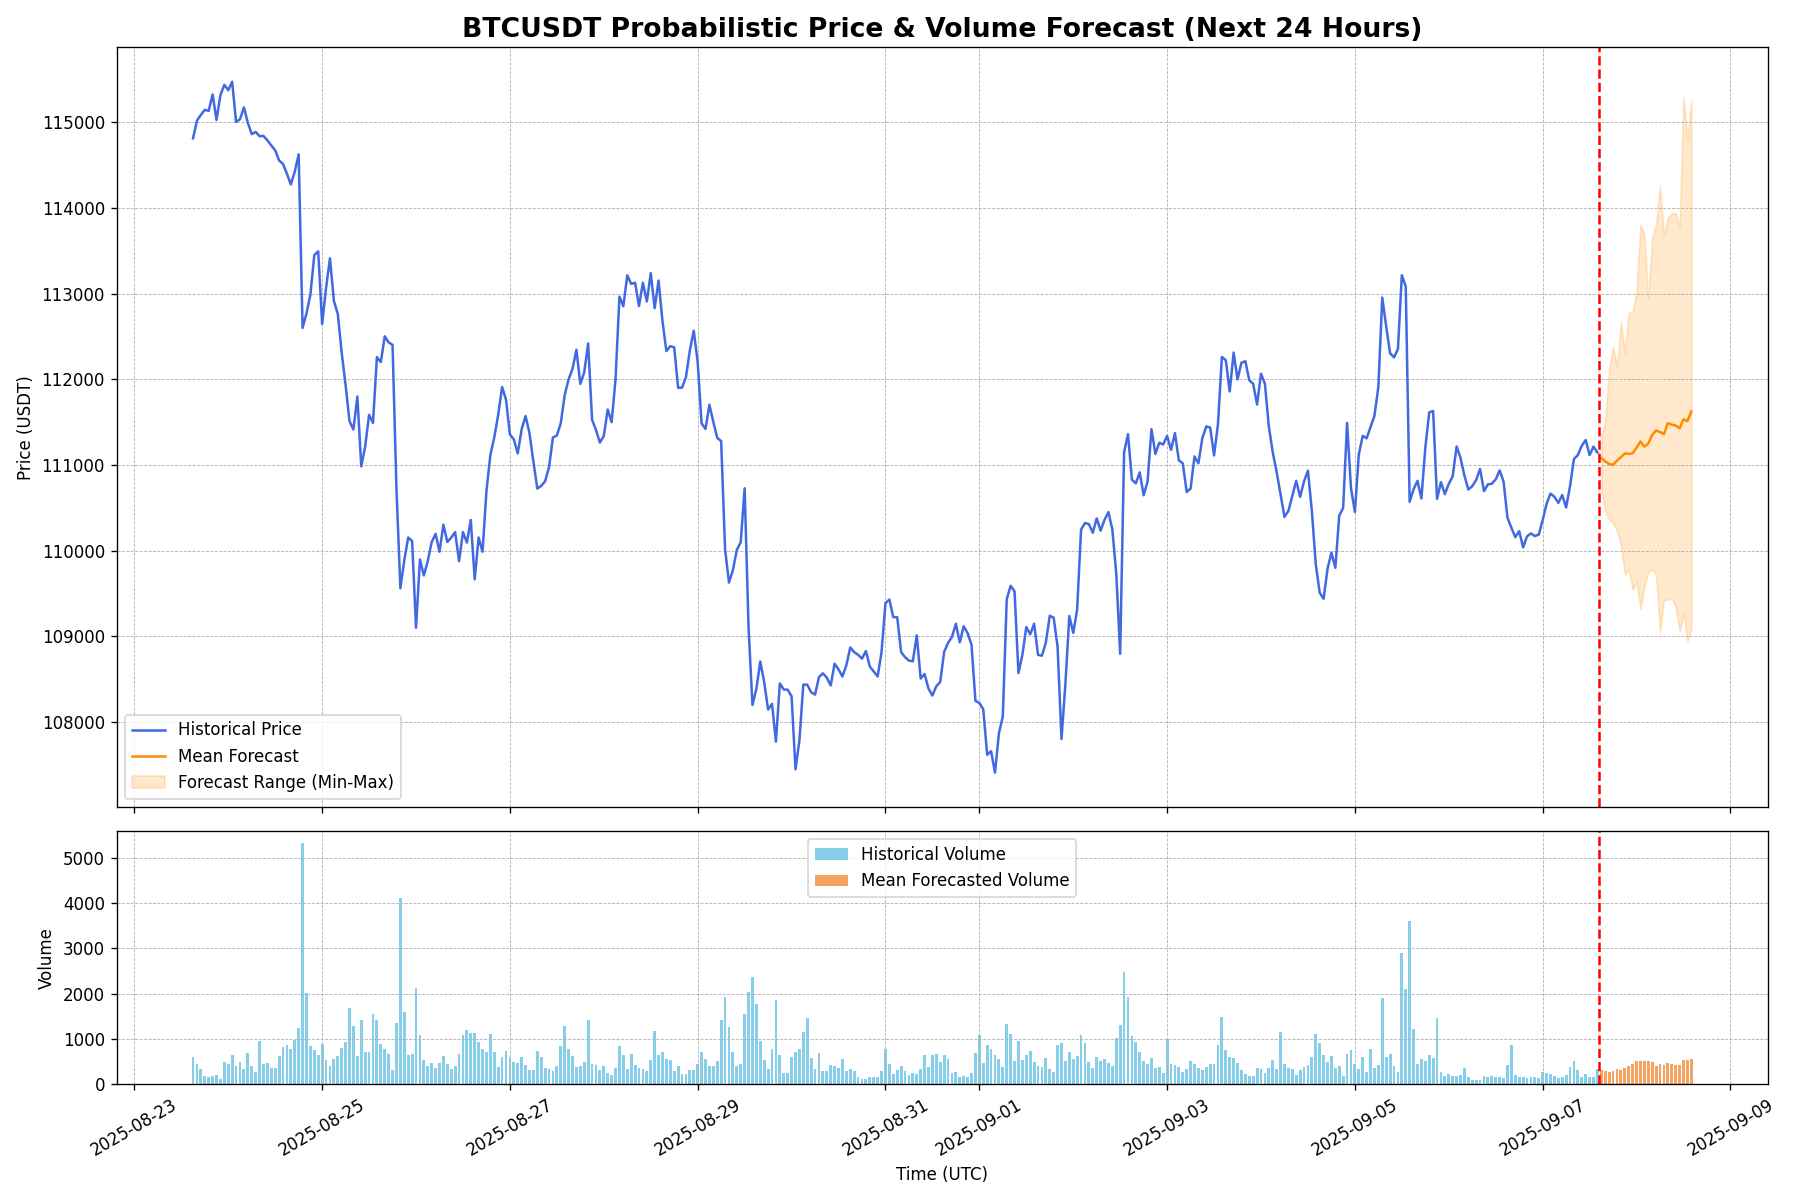 BTCUSDT Probabilistic Price & Volume Forecast (Next 24 Hours)
Price (USDT)
115000
114000
113000
112000
111000
110000
109000
108000
Historical Price
Mean Forecast
Forecast Range (Min-Max)
Volume
5000
4000
3000
2000
1000
0
Historical Volume
Mean Forecasted Volume
2025-08-23
2025-08-25
2025-08-27
2025-08-29
2025-08-31
2025-09-01
2025-09-03
2025-09-05
2025-09-07
2025-09-09
Time (UTC)